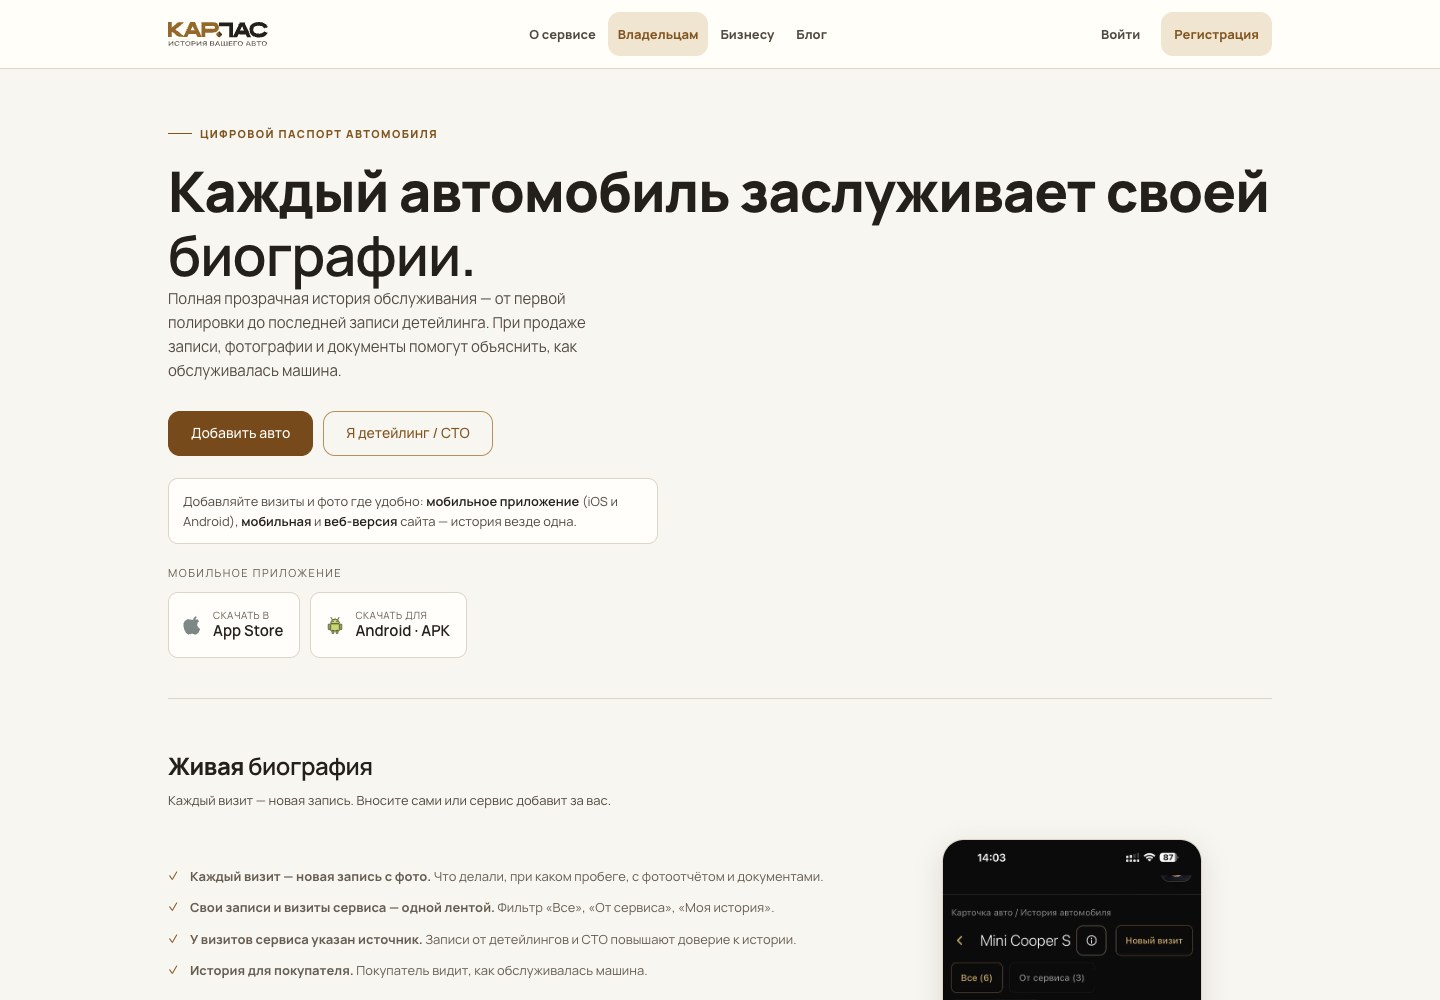 КАРПАС
ИСТОРИЯ ВАШЕГО АВТО
О сервисе
Владельцам
Бизнесу
Блог
Войти
Регистрация
ЦИФРОВОЙ ПАСПОРТ АВТОМОБИЛЯ
Каждый автомобиль заслуживает своей
биографии.
Полная прозрачная история обслуживания — от первой
полировки до последней записи детейлинга. При продаже
записи, фотографии и документы помогут объяснить, как
обслуживалась машина.
Добавить авто
Я детейлинг / СТО
Добавляйте визиты и фото где удобно: мобильное приложение (iOS и
Android), мобильная и веб-версия сайта — история везде одна.
МОБИЛЬНОЕ ПРИЛОЖЕНИЕ
СКАЧАТЬ В
App Store
СКАЧАТЬ ДЛЯ
Android · APK
Живая биография
Каждый визит — новая запись. Вносите сами или сервис добавит за вас.
Каждый визит — новая запись с фото. Что делали, при каком пробеге, с фотоотчётом и документами.
Свои записи и визиты сервиса — одной лентой. Фильтр «Все», «От сервиса», «Моя история».
У визитов сервиса указан источник. Записи от детейлингов и СТО повышают доверие к истории.
История для покупателя. Покупатель видит, как обслуживалась машина.
14:03
87
Карточка авто / История автомобиля
Mini Cooper S
Новый визит
Все (6)
От сервиса (3)